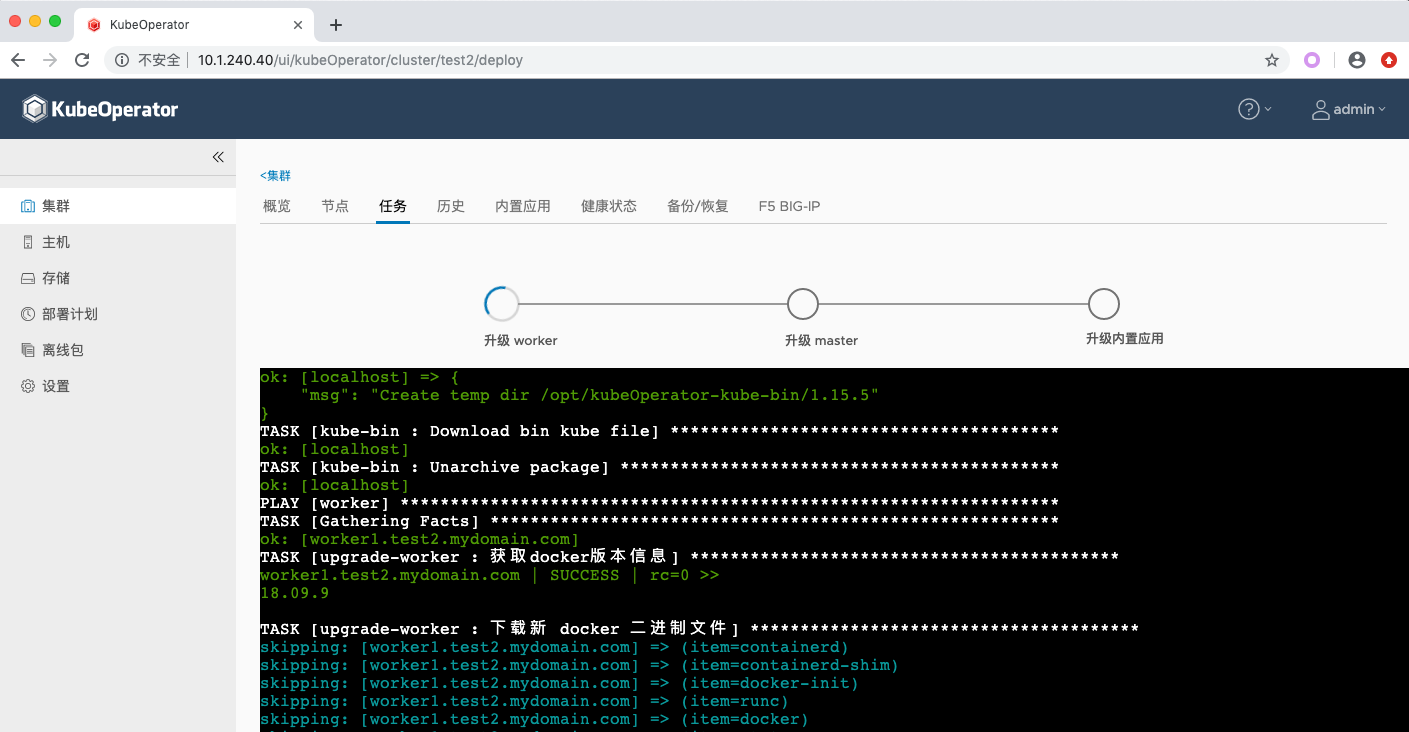 KubeOperator
不安全 10.1.240.40/ui/kubeOperator/cluster/test2/deploy
KubeOperator
? admin
集群
主机
存储
部署计划
离线包
设置
<集群
概览 节点 任务 历史 内置应用 健康状态 备份/恢复 F5 BIG-IP
升级 worker 升级 master 升级内置应用
ok: [localhost] => {
"msg": "Create temp dir /opt/kubeOperator-kube-bin/1.15.5"
}
TASK [kube-bin : Download bin kube file] ***************************************
ok: [localhost]
TASK [kube-bin : Unarchive package] ********************************************
ok: [localhost]
PLAY [worker] ******************************************************************
TASK [Gathering Facts] *********************************************************
ok: [worker1.test2.mydomain.com]
TASK [upgrade-worker : 获取docker版本信息] *******************************************
worker1.test2.mydomain.com | SUCCESS | rc=0 >>
18.09.9
TASK [upgrade-worker : 下载新 docker 二进制文件] ***************************************
skipping: [worker1.test2.mydomain.com] => (item=containerd)
skipping: [worker1.test2.mydomain.com] => (item=containerd-shim)
skipping: [worker1.test2.mydomain.com] => (item=docker-init)
skipping: [worker1.test2.mydomain.com] => (item=runc)
skipping: [worker1.test2.mydomain.com] => (item=docker)